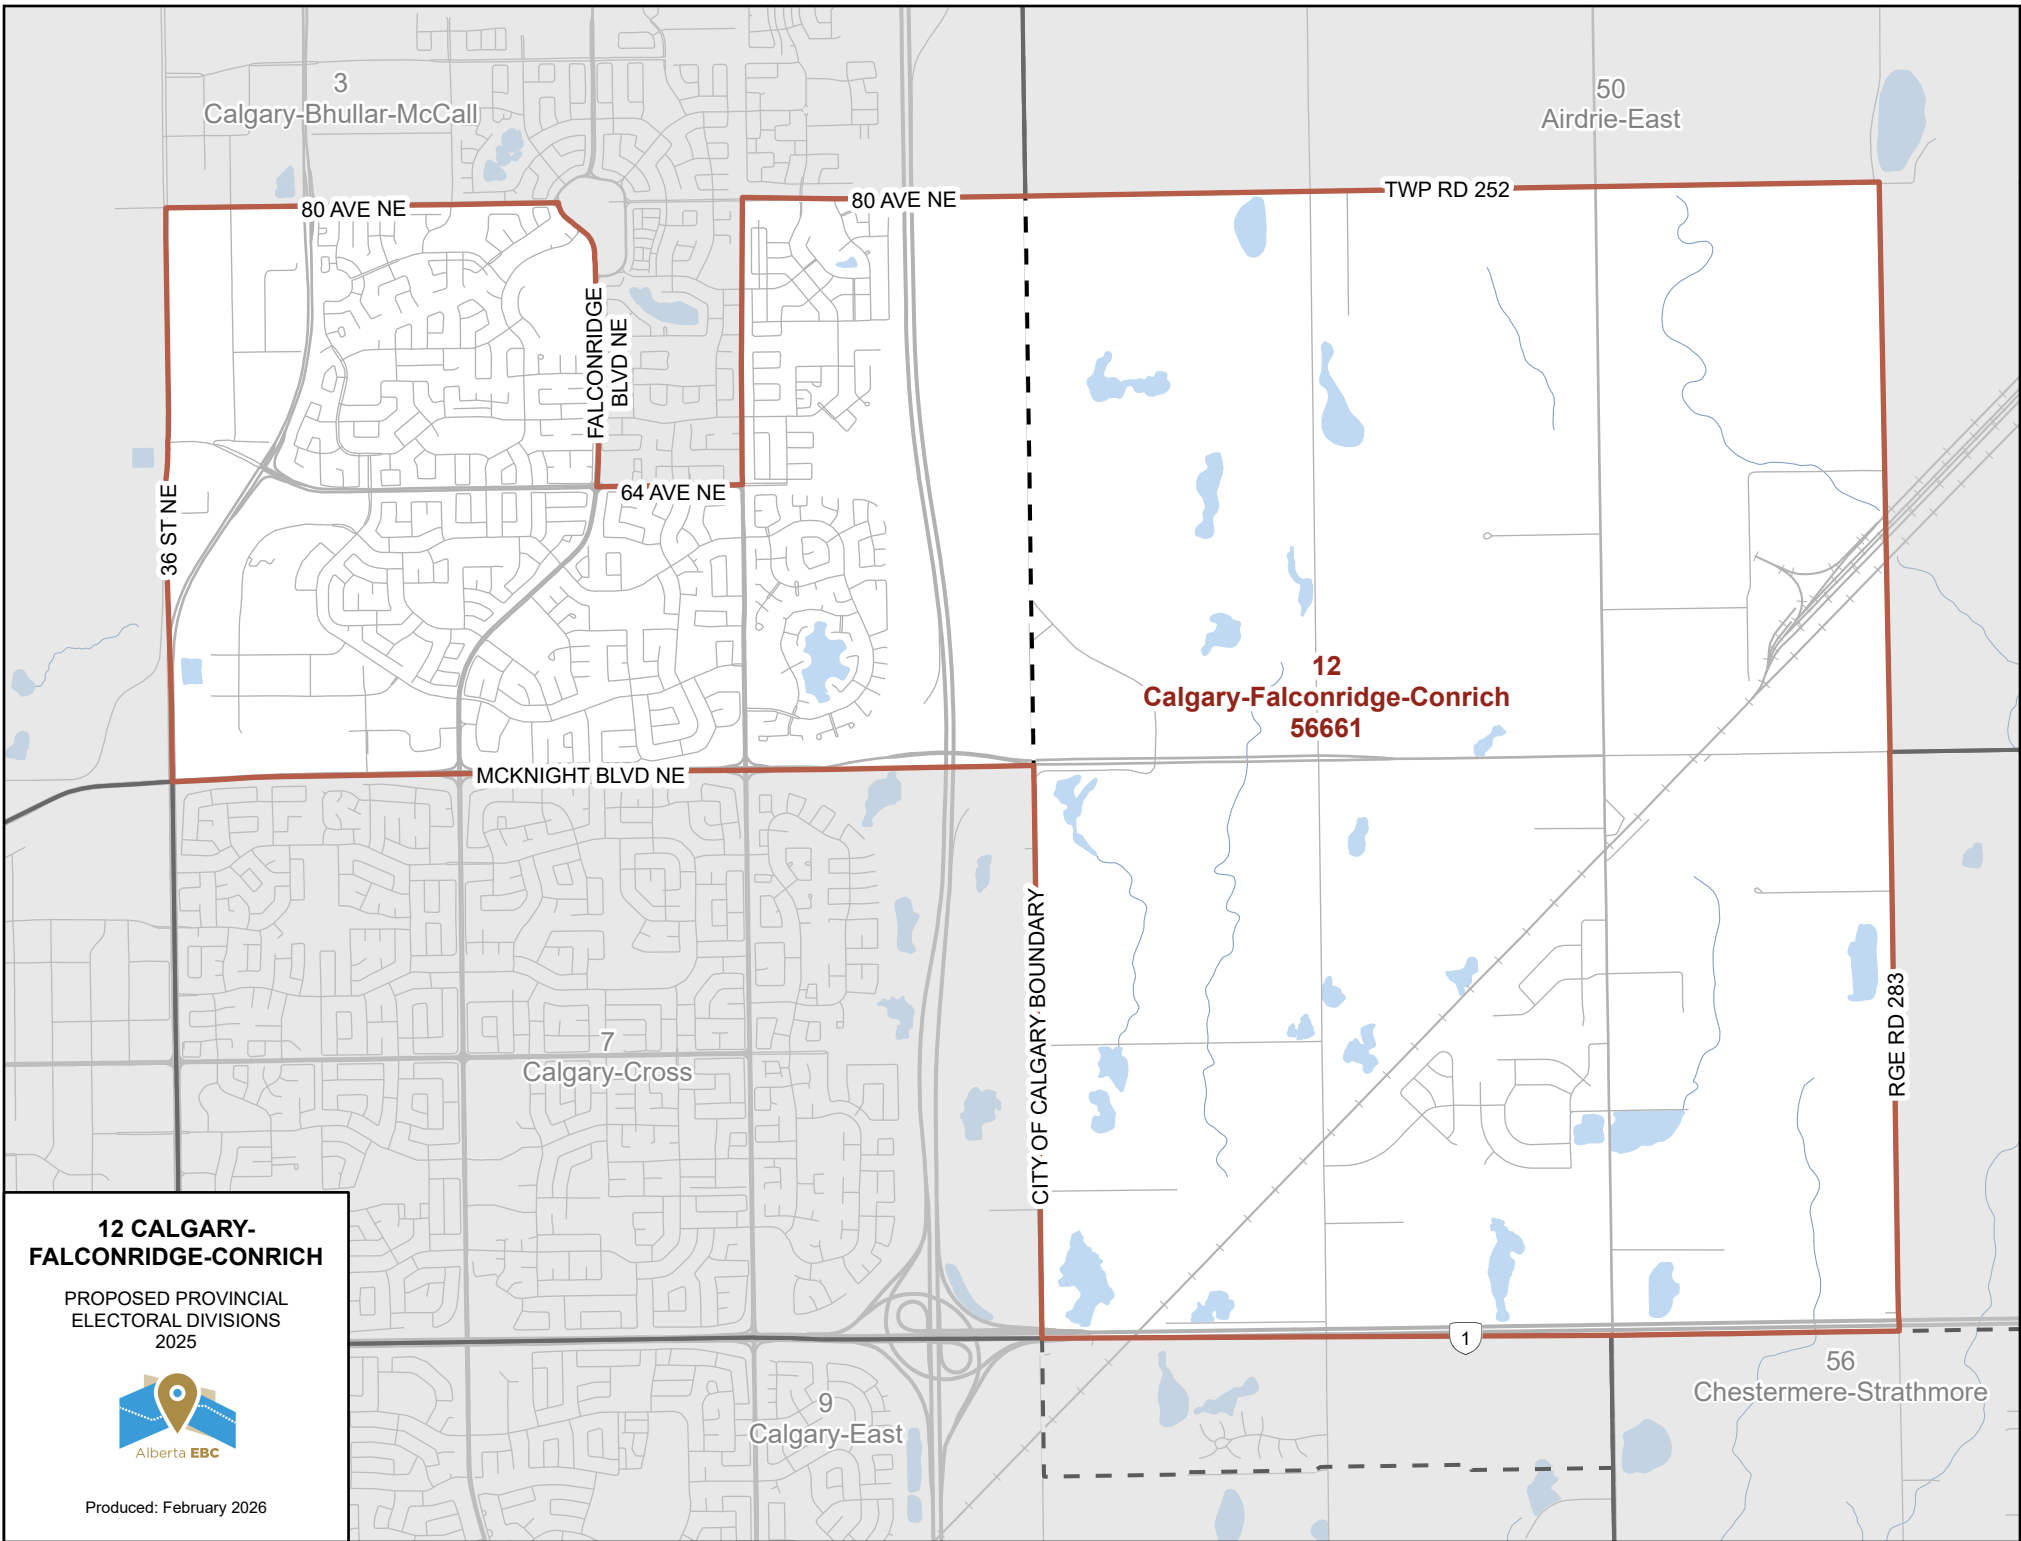 3
Calgary-Bhullar-McCall
50
Airdrie-East
80 AVE NE
80 AVE NE
TWP RD 252
FALCONRIDGE
BLVD NE
64 AVE NE
36 ST NE
12
Calgary-Falconridge-Conrich
56661
MCKNIGHT BLVD NE
CITY OF CALGARY BOUNDARY
RGE RD 283
7
Calgary-Cross
1
56
Chestermere-Strathmore
9
Calgary-East
12 CALGARY-
FALCONRIDGE-CONRICH
PROPOSED PROVINCIAL
ELECTORAL DIVISIONS
2025
Alberta EBC
Produced: February 2026